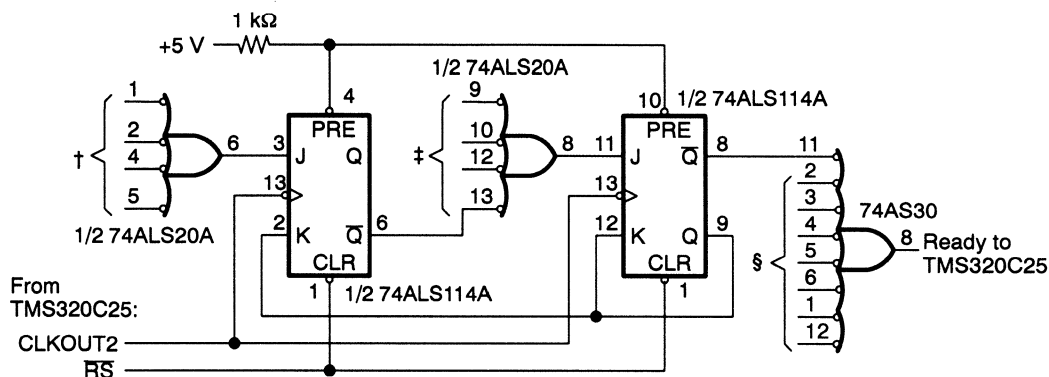 1 kΩ
+5 V
1/2 74ALS20A
1
2
4
5
†
6
1/2 74ALS20A
4
PRE
3
J
Q
13
2
K
Q̅
6
CLR
1
1/2 74ALS114A
9
10
12
13
‡
8
10
1/2 74ALS114A
PRE
11
J
Q̅
8
13
12
K
Q
9
CLR
1
11
2
3
4
5
6
1
12
§
74AS30
8
Ready to
TMS320C25
From
TMS320C25:
CLKOUT2
R̅S̅